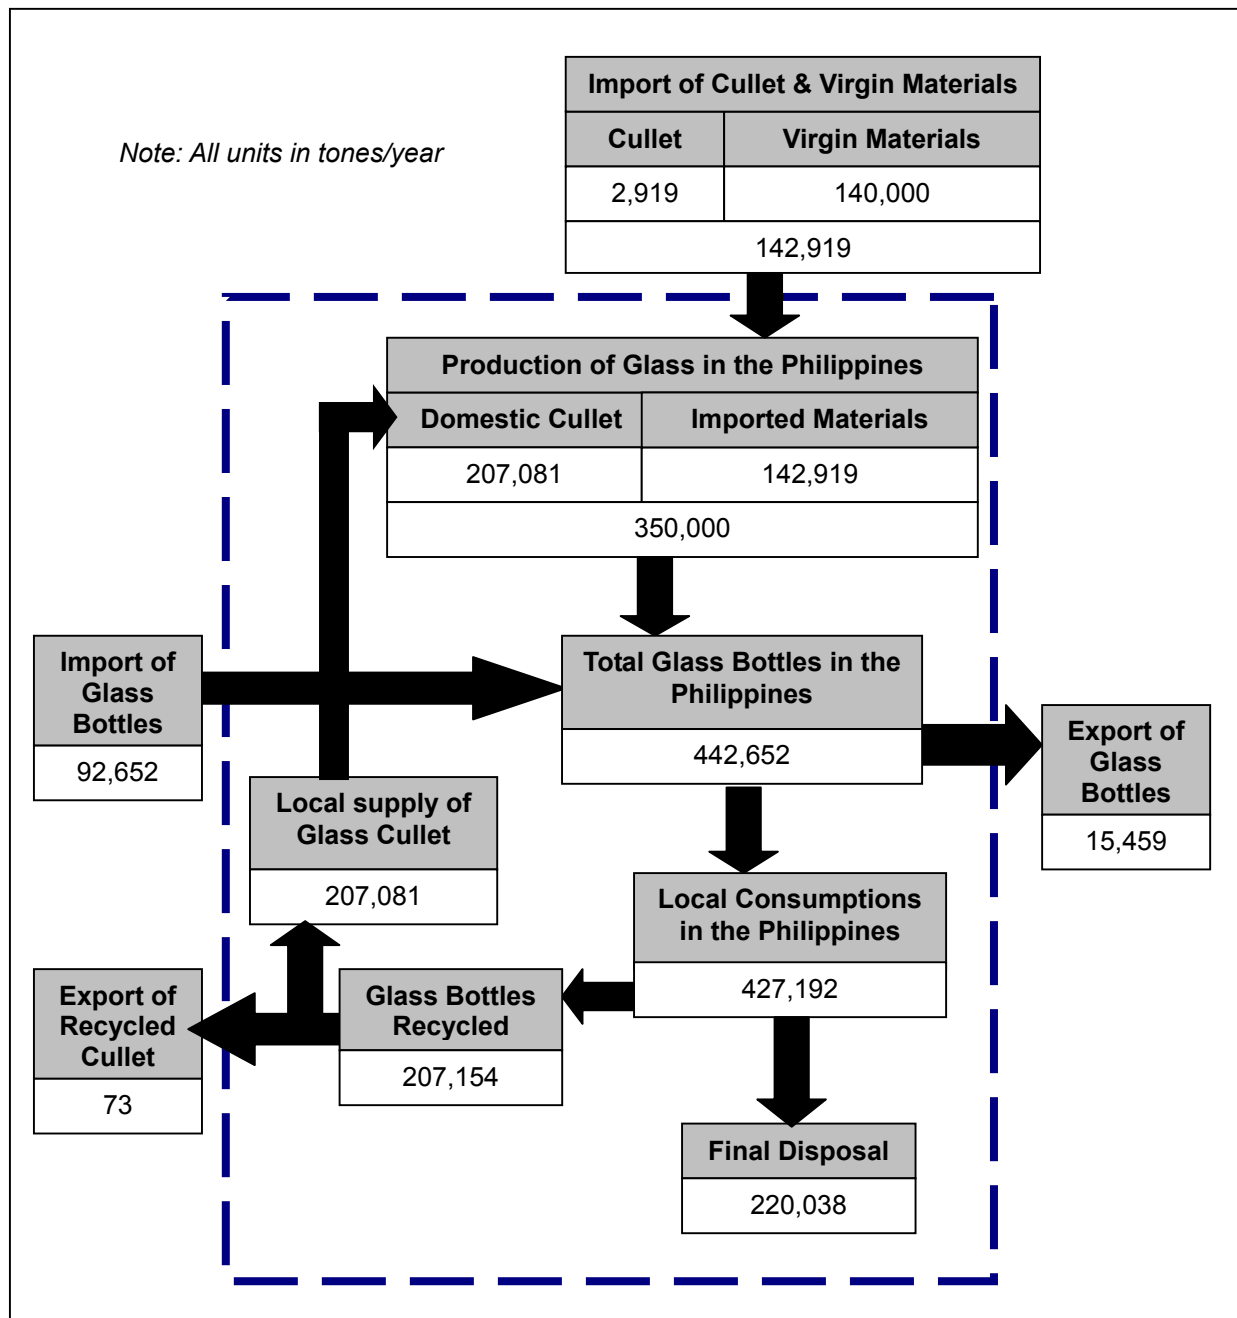 Import of Cullet & Virgin Materials
Cullet
Virgin Materials
2,919
140,000
142,919
Note: All units in tones/year
Production of Glass in the Philippines
Domestic Cullet
Imported Materials
207,081
142,919
350,000
Import of
Glass
Bottles
92,652
Total Glass Bottles in the
Philippines
442,652
Export of
Glass
Bottles
15,459
Local supply of
Glass Cullet
207,081
Local Consumptions
in the Philippines
427,192
Export of
Recycled
Cullet
73
Glass Bottles
Recycled
207,154
Final Disposal
220,038